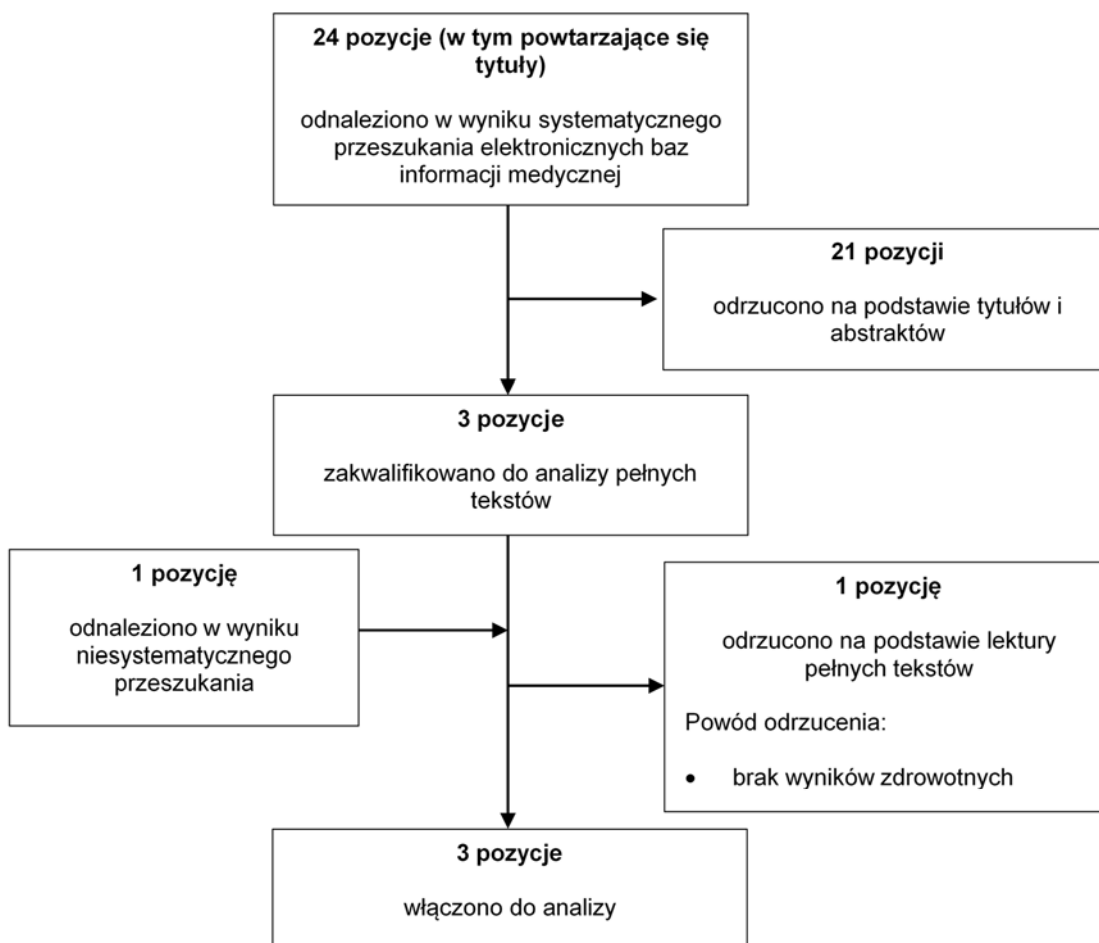 24 pozycje (w tym powtarzające się
tytuły)
odnaleziono w wyniku systematycznego
przeszukania elektronicznych baz
informacji medycznej
21 pozycji
odrzucono na podstawie tytułów i
abstraktów
3 pozycje
zakwalifikowano do analizy pełnych
tekstów
1 pozycję
odnaleziono w wyniku
niesystematycznego
przeszukania
1 pozycję
odrzucono na podstawie lektury
pełnych tekstów
Powód odrzucenia:
• brak wyników zdrowotnych
3 pozycje
włączono do analizy